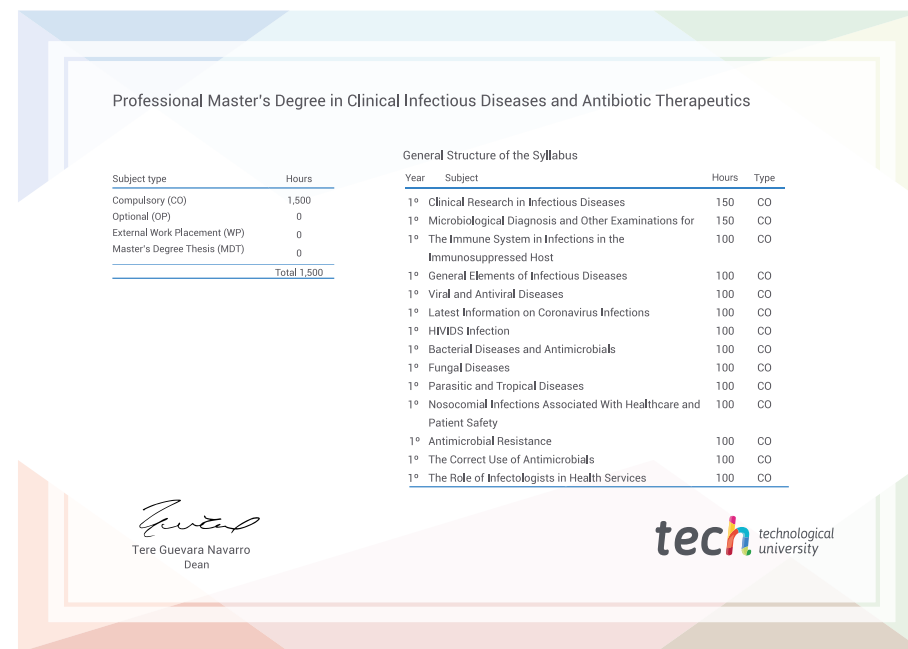 Professional Master's Degree in Clinical Infectious Diseases and Antibiotic Therapeutics
Subject type Hours
Compulsory (CO) 1,500
Optional (OP) 0
External Work Placement (WP) 0
Master's Degree Thesis (MDT) 0
Total 1,500
General Structure of the Syllabus
Year Subject Hours Type
1º Clinical Research in Infectious Diseases 150 CO
1º Microbiological Diagnosis and Other Examinations for 150 CO
1º The Immune System in Infections in the 100 CO
Immunosuppressed Host
1º General Elements of Infectious Diseases 100 CO
1º Viral and Antiviral Diseases 100 CO
1º Latest Information on Coronavirus Infections 100 CO
1º HIVIDS Infection 100 CO
1º Bacterial Diseases and Antimicrobials 100 CO
1º Fungal Diseases 100 CO
1º Parasitic and Tropical Diseases 100 CO
1º Nosocomial Infections Associated With Healthcare and 100 CO
Patient Safety
1º Antimicrobial Resistance 100 CO
1º The Correct Use of Antimicrobials 100 CO
1º The Role of Infectologists in Health Services 100 CO
Tere Guevara Navarro
Dean
tech technological
university